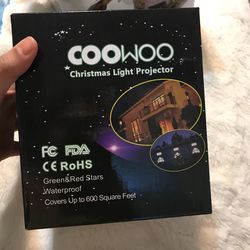 COOWOO
Christmas Light Projector
FC FDA
CE RoHS
Green&Red Stars
Waterproof
Covers Up to 600 Square Feet